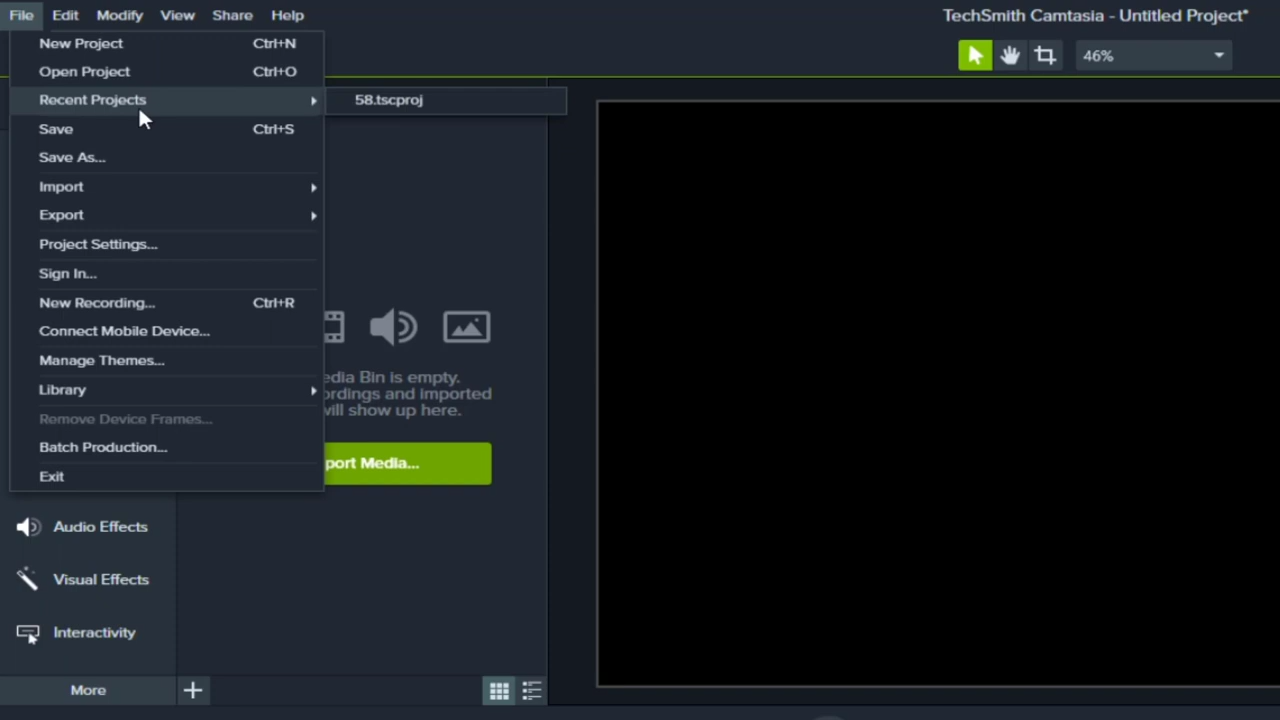 File Edit Modify View Share Help
TechSmith Camtasia - Untitled Project*
46%
New Project Ctrl+N
Open Project Ctrl+O
Recent Projects
58.tscproj
Save Ctrl+S
Save As...
Import
Export
Project Settings...
Sign In...
New Recording... Ctrl+R
Connect Mobile Device...
Manage Themes...
Library
Remove Device Frames...
Batch Production...
Exit
edia Bin is empty.
ordings and imported
will show up here.
port Media...
Audio Effects
Visual Effects
Interactivity
More